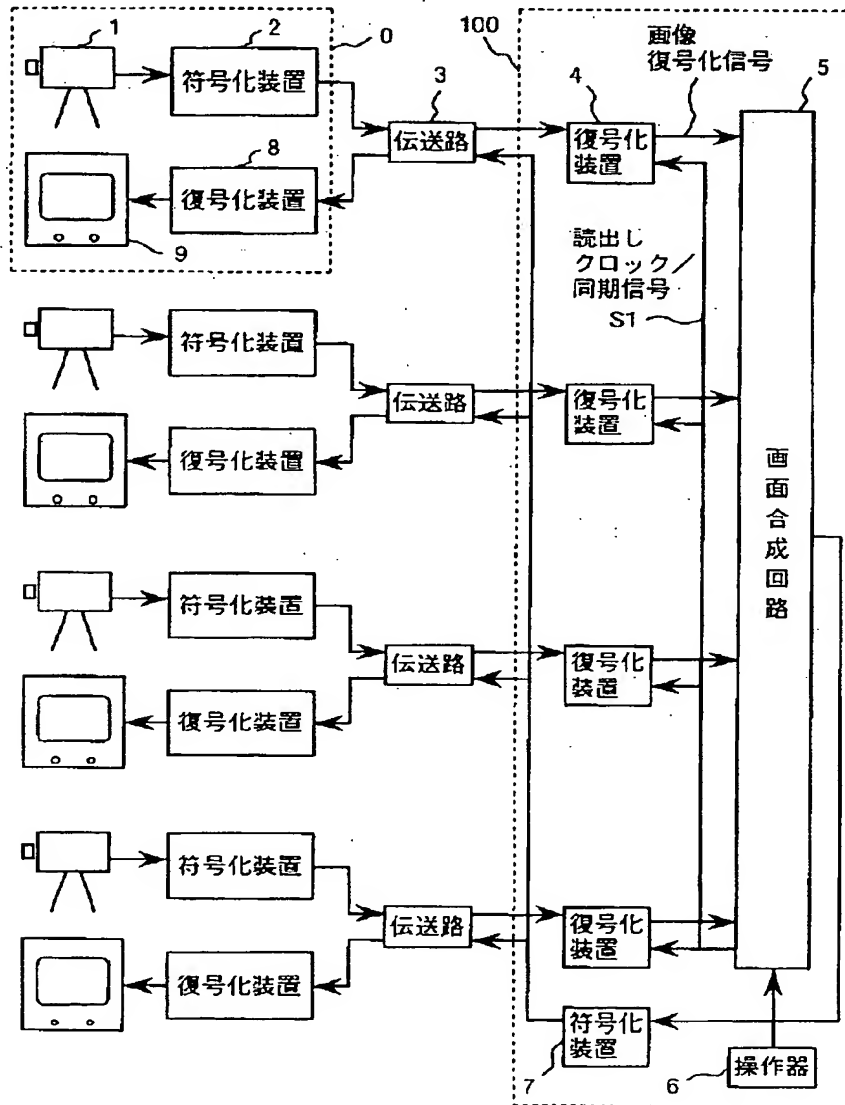 1
2
0
100
画像
復号化信号
5
符号化装置
3
4
伝送路
復号化
装置
8
復号化装置
9
読出し
クロック/
同期信号
S1
符号化装置
伝送路
復号化
装置
復号化装置
画面合成回路
符号化装置
伝送路
復号化
装置
復号化装置
符号化装置
伝送路
復号化
装置
復号化装置
符号化
装置
7
6
操作器